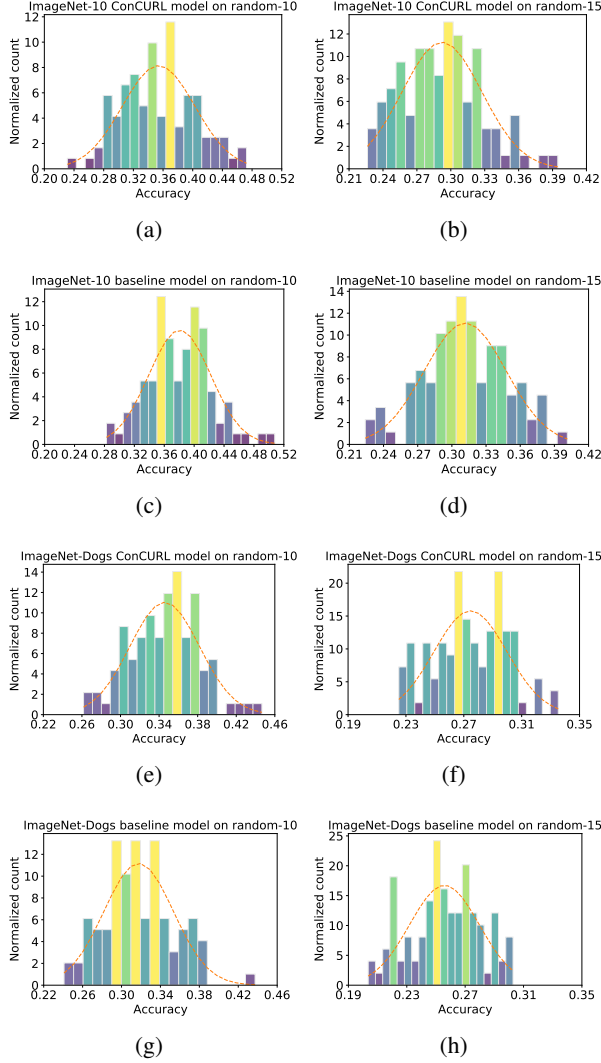 ImageNet-10 ConCURL model on random-10
Normalized count
12
10
8
6
4
2
0
0.20 0.24 0.28 0.32 0.36 0.40 0.44 0.48 0.52
Accuracy
(a)
ImageNet-10 ConCURL model on random-15
Normalized count
12
10
8
6
4
2
0
0.21 0.24 0.27 0.30 0.33 0.36 0.39 0.42
Accuracy
(b)
ImageNet-10 baseline model on random-10
Normalized count
12
10
8
6
4
2
0
0.20 0.24 0.28 0.32 0.36 0.40 0.44 0.48 0.52
Accuracy
(c)
ImageNet-10 baseline model on random-15
Normalized count
14
12
10
8
6
4
2
0
0.21 0.24 0.27 0.30 0.33 0.36 0.39 0.42
Accuracy
(d)
ImageNet-Dogs ConCURL model on random-10
Normalized count
14
12
10
8
6
4
2
0
0.22 0.26 0.30 0.34 0.38 0.42 0.46
Accuracy
(e)
ImageNet-Dogs ConCURL model on random-15
Normalized count
20
15
10
5
0
0.19 0.23 0.27 0.31 0.35
Accuracy
(f)
ImageNet-Dogs baseline model on random-10
Normalized count
12
10
8
6
4
2
0
0.22 0.26 0.30 0.34 0.38 0.42 0.46
Accuracy
(g)
ImageNet-Dogs baseline model on random-15
Normalized count
25
20
15
10
5
0
0.19 0.23 0.27 0.31 0.35
Accuracy
(h)